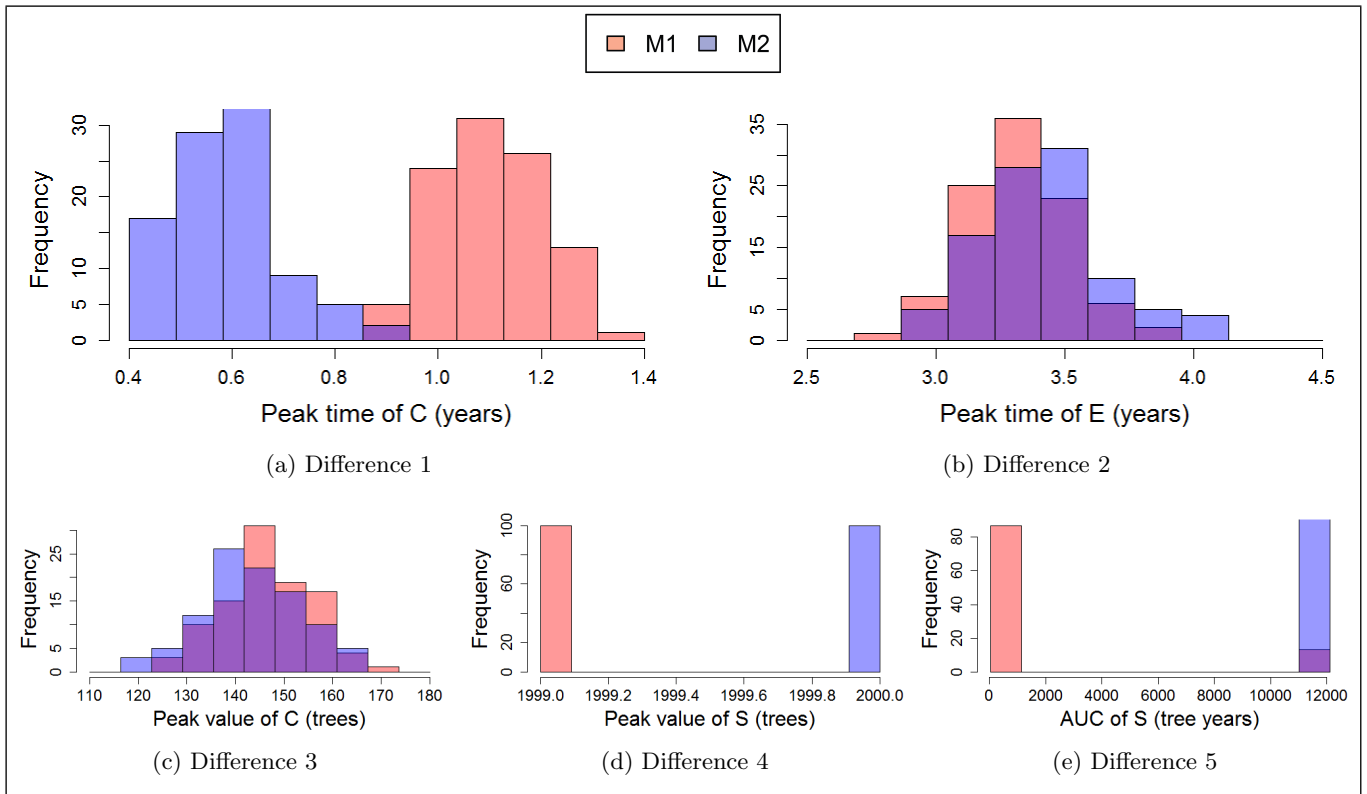 M1 M2
Frequency
0 5 10 20 30
0.4 0.6 0.8 1.0 1.2 1.4
Peak time of C (years)
(a) Difference 1
Frequency
0 5 15 25 35
2.5 3.0 3.5 4.0 4.5
Peak time of E (years)
(b) Difference 2
Frequency
0 5 15 25
110 120 130 140 150 160 170 180
Peak value of C (trees)
(c) Difference 3
Frequency
0 20 60 100
1999.0 1999.2 1999.4 1999.6 1999.8 2000.0
Peak value of S (trees)
(d) Difference 4
Frequency
0 20 40 60 80
0 2000 4000 6000 8000 10000 12000
AUC of S (tree years)
(e) Difference 5